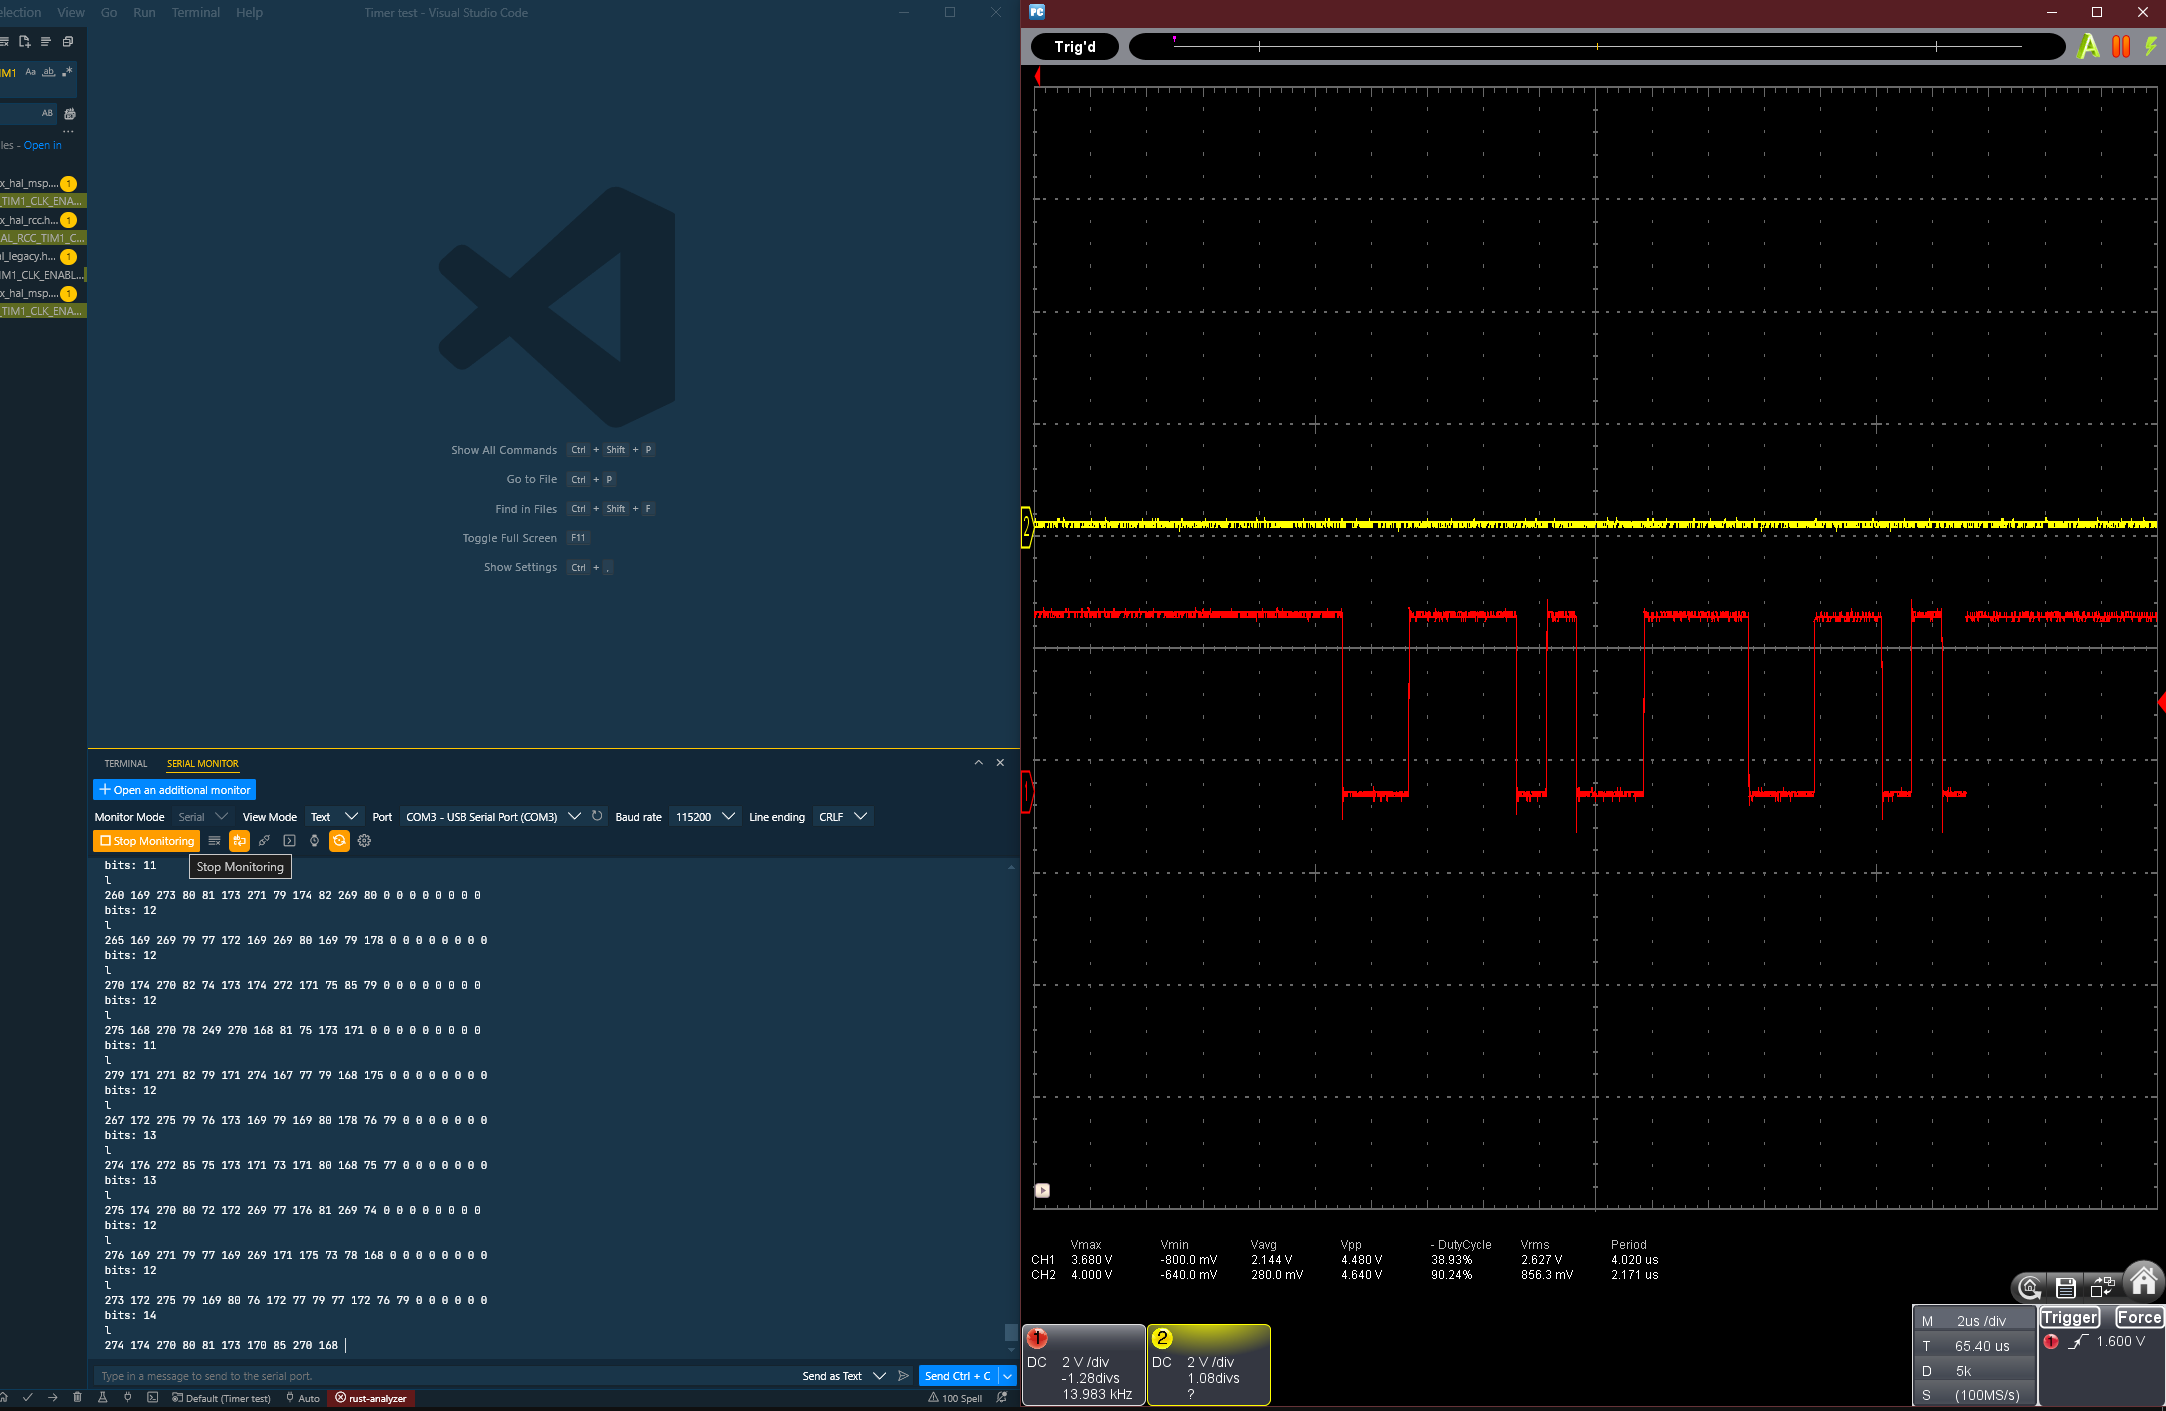 election View Go Run Terminal Help
Timer test - Visual Studio Code
IM1 Aa ab .*
AB
les - Open in
x_hal_msp.... 1
_TIM1_CLK_ENA...
x_hal_rcc.h... 1
AL_RCC_TIM1_C...
l_legacy.h... 1
IM1_CLK_ENABL...
x_hal_msp.... 1
_TIM1_CLK_ENA...
Show All Commands Ctrl + Shift + P
Go to File Ctrl + P
Find in Files Ctrl + Shift + F
Toggle Full Screen F11
Show Settings Ctrl + ,
TERMINAL SERIAL MONITOR
+ Open an additional monitor
Monitor Mode Serial View Mode Text Port COM3 - USB Serial Port (COM3) Baud rate 115200 Line ending CRLF
Stop Monitoring
Stop Monitoring
bits: 11
l
260 169 273 80 81 173 271 79 174 82 269 80 0 0 0 0 0 0 0 0
bits: 12
l
265 169 269 79 77 172 169 269 80 169 79 178 0 0 0 0 0 0 0 0
bits: 12
l
270 174 270 82 74 173 174 272 171 75 85 79 0 0 0 0 0 0 0 0
bits: 12
l
275 168 270 78 249 270 168 81 75 173 171 0 0 0 0 0 0 0 0 0
bits: 11
l
279 171 271 82 79 171 274 167 77 79 168 175 0 0 0 0 0 0 0 0
bits: 12
l
267 172 275 79 76 173 169 79 169 80 178 76 79 0 0 0 0 0 0 0
bits: 13
l
274 176 272 85 75 173 171 73 171 80 168 75 77 0 0 0 0 0 0 0
bits: 13
l
275 174 270 80 72 172 269 77 176 81 269 74 0 0 0 0 0 0 0 0
bits: 12
l
276 169 271 79 77 169 269 171 175 73 78 168 0 0 0 0 0 0 0 0
bits: 12
l
273 172 275 79 169 80 76 172 77 79 77 172 76 79 0 0 0 0 0 0
bits: 14
l
274 174 270 80 81 173 170 85 270 168
Type in a message to send to the serial port.
Send as Text
Send Ctrl + C
Default (Timer test) Auto rust-analyzer
100 Spell
PC
Trig'd
A
2
1
Vmax Vmin Vavg Vpp - DutyCycle Vrms Period
CH1 3.680 V -800.0 mV 2.144 V 4.480 V 38.93% 2.627 V 4.020 us
CH2 4.000 V -640.0 mV 280.0 mV 4.640 V 90.24% 856.3 mV 2.171 us
1
DC 2 V /div
-1.28divs
13.983 kHz
2
DC 2 V /div
1.08divs
?
M 2us /div
T 65.40 us
D 5k
S (100MS/s)
Trigger Force
1 1.600 V